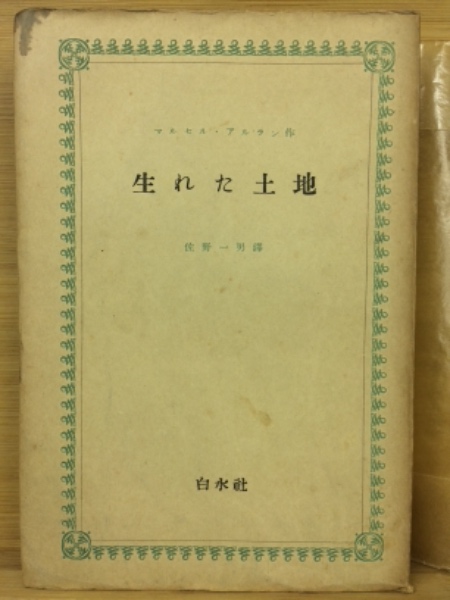 マルセル・アルラン作
生れた土地
佐野一男譯
白水社